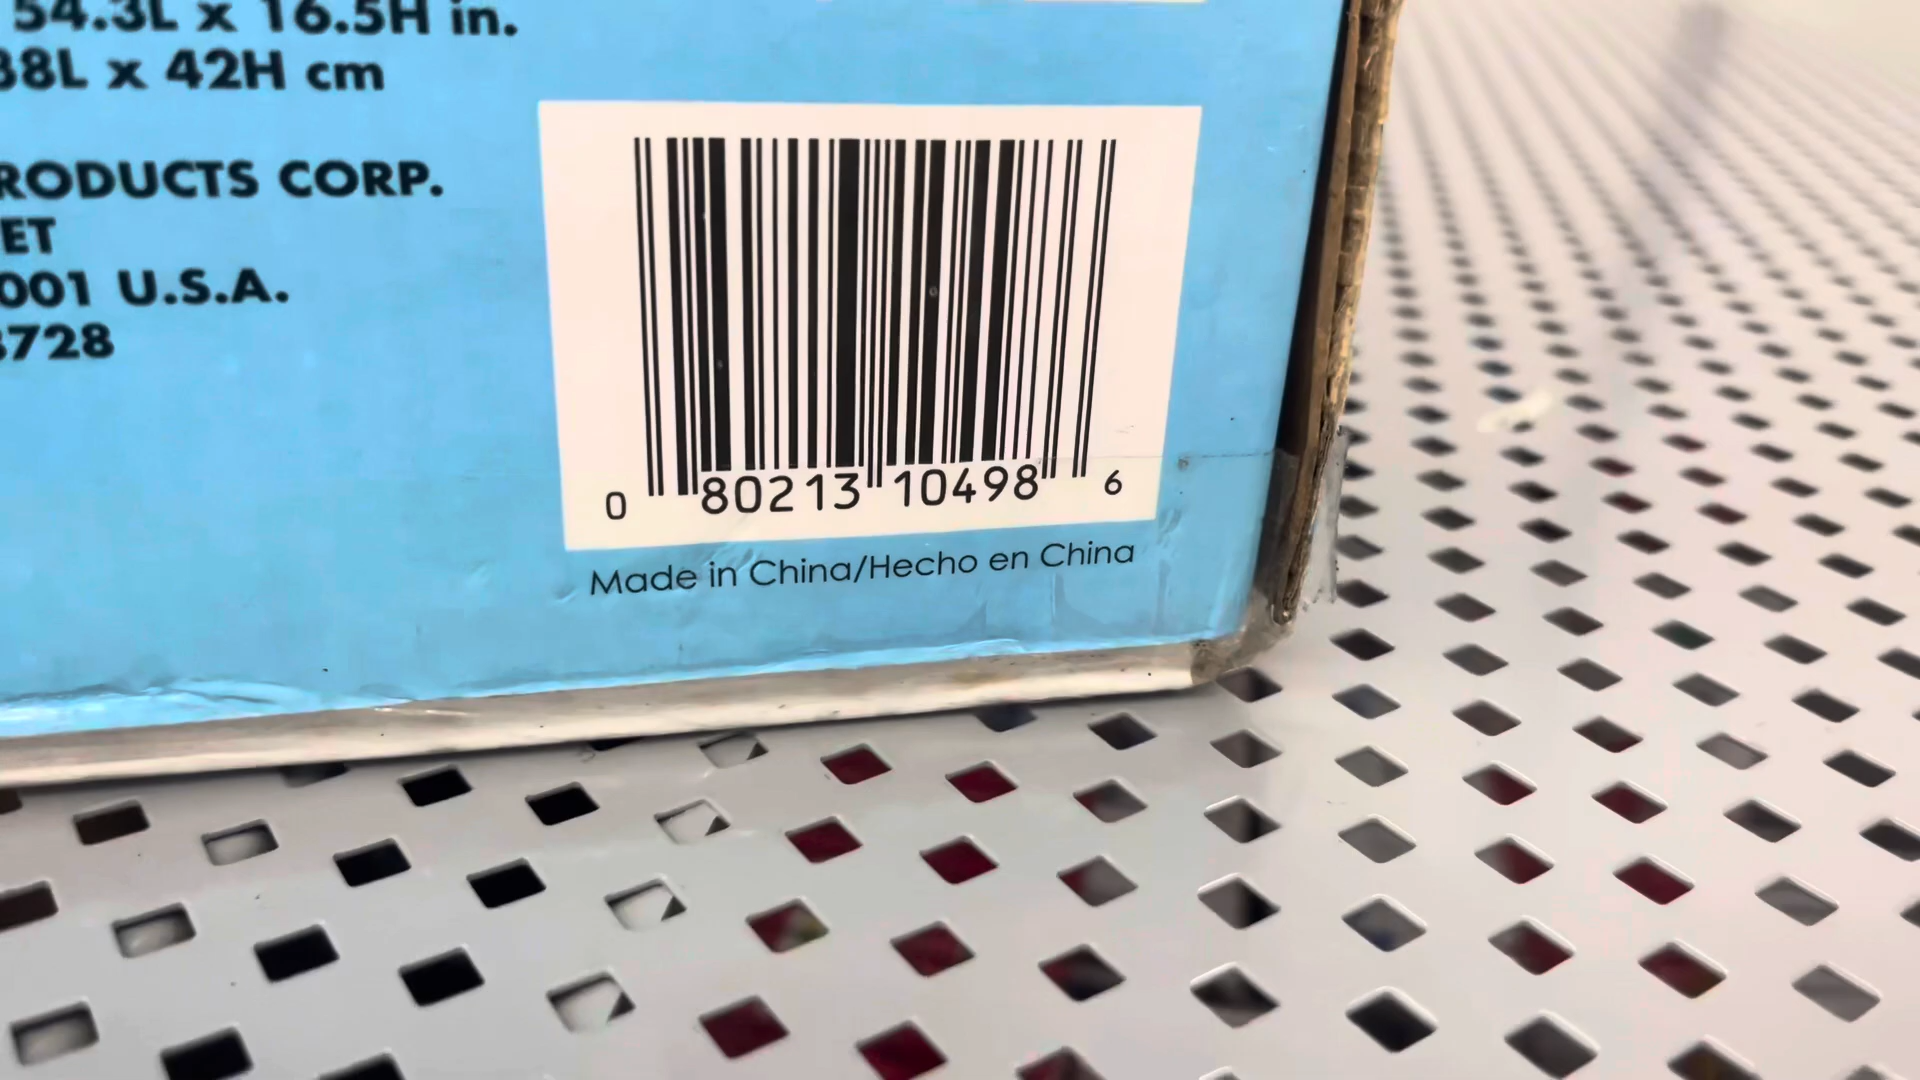 54.3L x 16.5H in.
38L x 42H cm
RODUCTS CORP.
ET
001 U.S.A.
3728
0 80213 10498 6
Made in China/Hecho en China